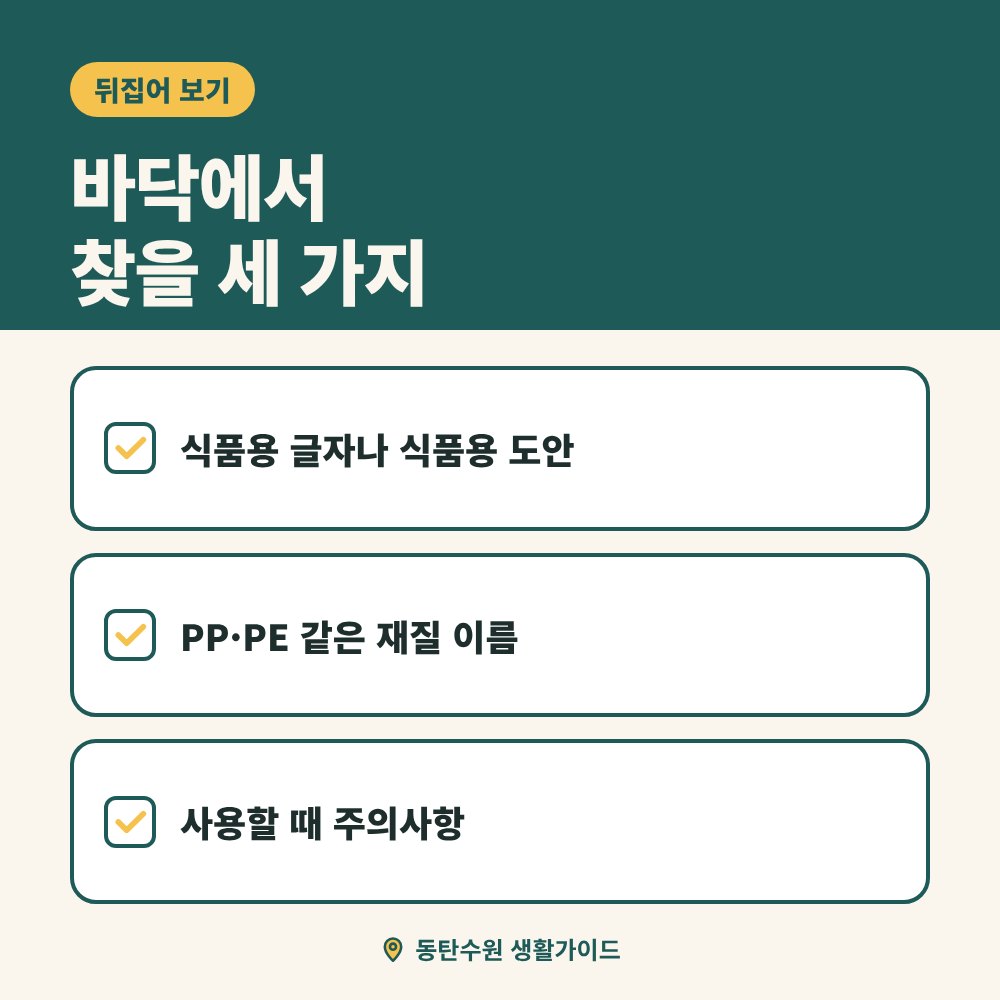 뒤집어 보기
바닥에서
찾을 세 가지
식품용 글자나 식품용 도안
PP·PE 같은 재질 이름
사용할 때 주의사항
동탄수원 생활가이드